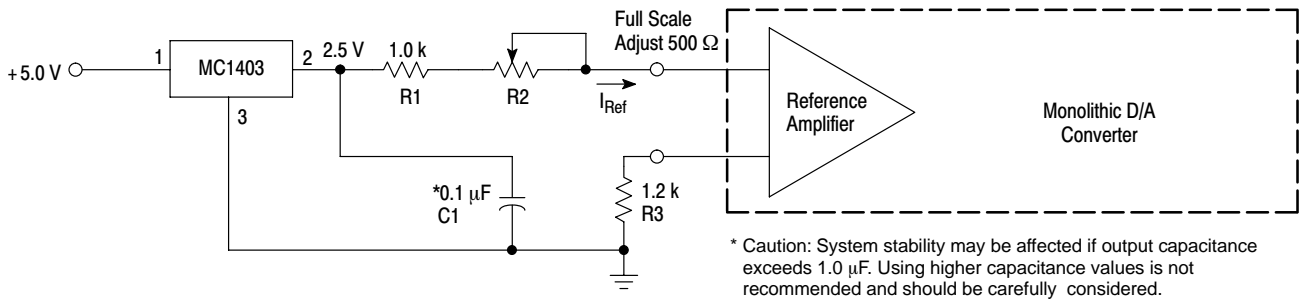 Full Scale
Adjust 500 Ω
+5.0 V
1
MC1403
2
2.5 V
1.0 k
R1
R2
IRef
3
*0.1 μF
C1
1.2 k
R3
Reference
Amplifier
Monolithic D/A
Converter
* Caution: System stability may be affected if output capacitance
exceeds 1.0 μF. Using higher capacitance values is not
recommended and should be carefully considered.